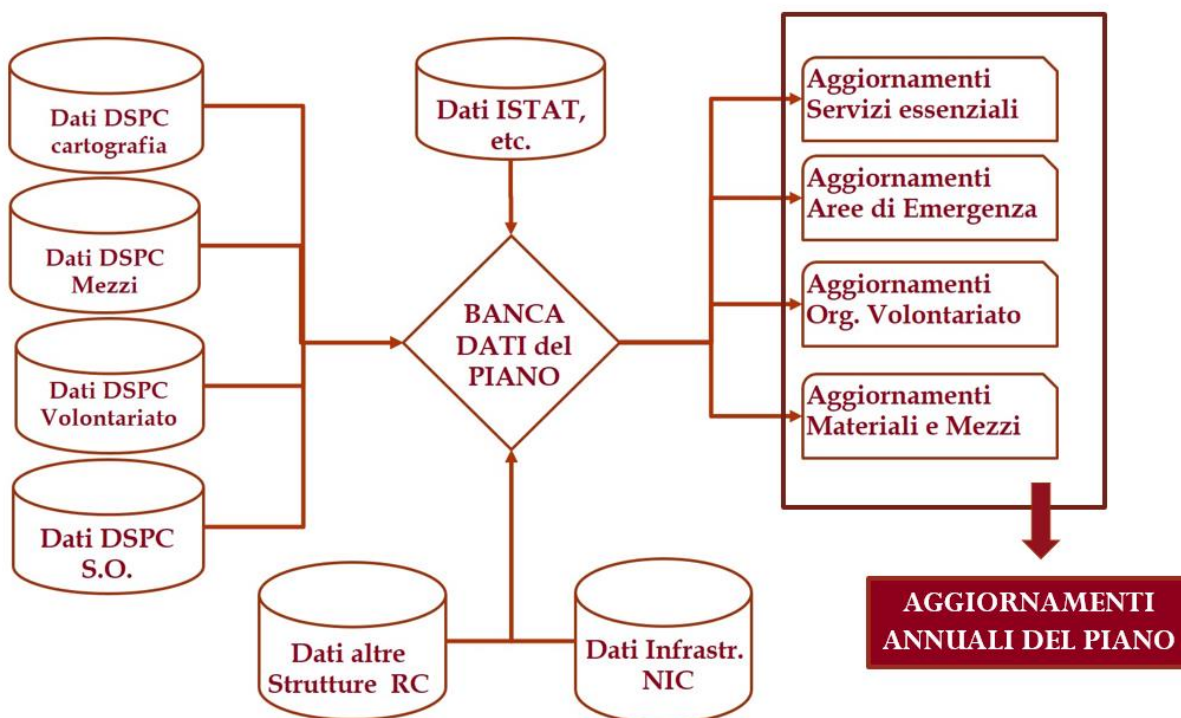 Dati DSPC
cartografia
Dati DSPC
Mezzi
Dati DSPC
Volontariato
Dati DSPC
S.O.
Dati ISTAT,
etc.
BANCA
DATI del
PIANO
Dati altre
Strutture RC
Dati Infrastr.
NIC
Aggiornamenti
Servizi essenziali
Aggiornamenti
Aree di Emergenza
Aggiornamenti
Org. Volontariato
Aggiornamenti
Materiali e Mezzi
AGGIORNAMENTI
ANNUALI DEL PIANO